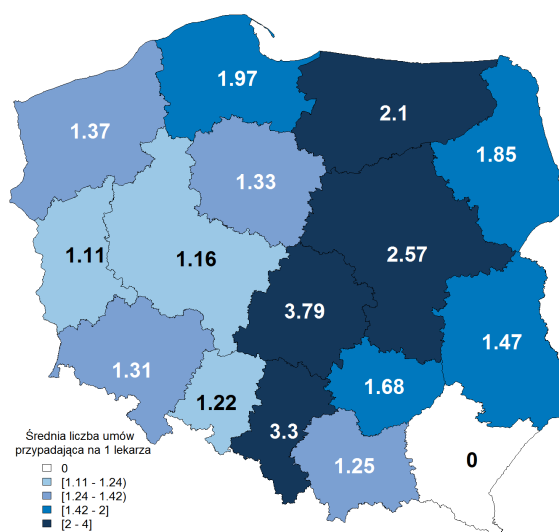 1.97
2.1
1.37
1.85
1.33
1.11
1.16
2.57
3.79
1.47
1.31
1.68
1.22
3.3
1.25
0
Średnia liczba umów
przypadająca na 1 lekarza
0
[1.11 - 1.24)
[1.24 - 1.42)
[1.42 - 2]
[2 - 4]